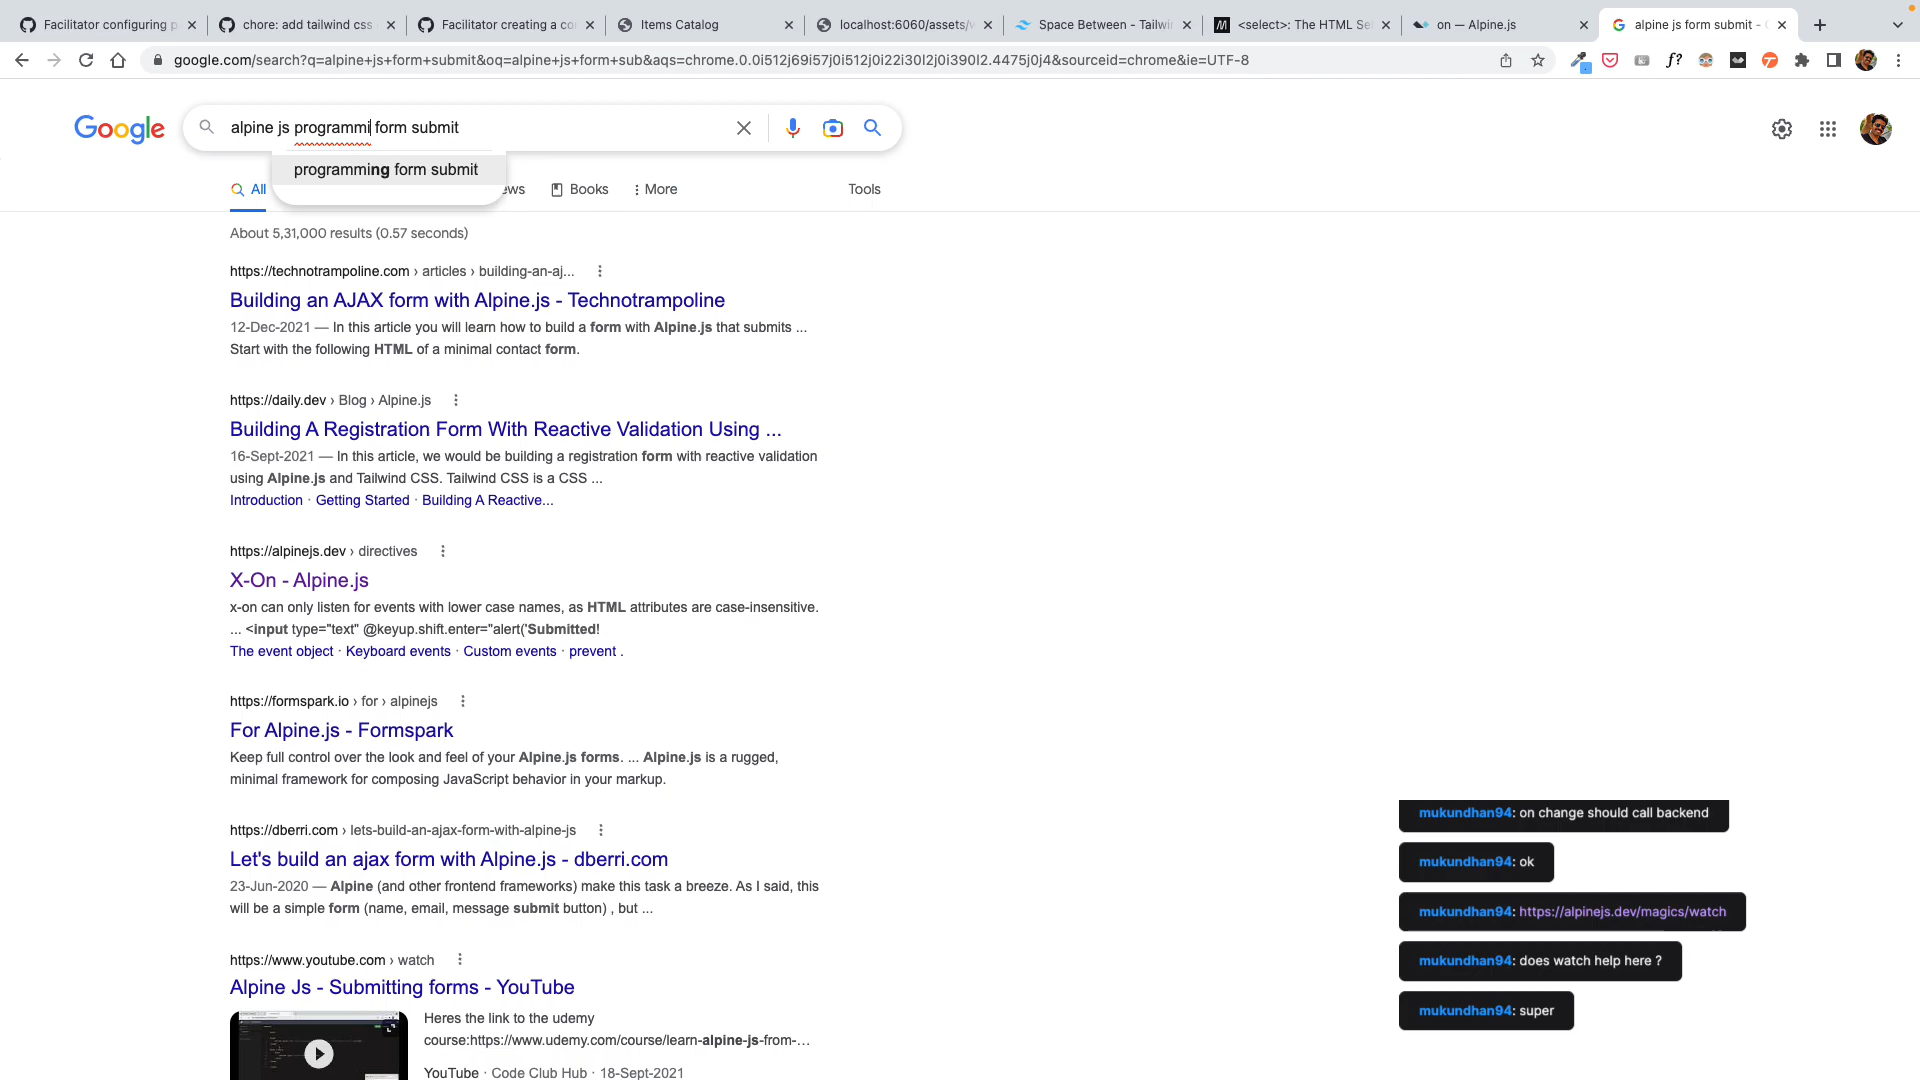 Facilitator configuring p
chore: add tailwind css
Facilitator creating a co
Items Catalog
localhost:6060/assets/v
Space Between - Tailwin
<select>: The HTML Se
on — Alpine.js
alpine js form submit -
google.com/search?q=alpine+js+form+submit&oq=alpine+js+form+sub&aqs=chrome.0.0i512j69i57j0i512j0i22i30l2j0i390l2.4475j0j4&sourceid=chrome&ie=UTF-8
Google
alpine js programmi form submit
programming form submit
All
ews
Books
More
Tools
About 5,31,000 results (0.57 seconds)
https://technotrampoline.com › articles › building-an-aj...
Building an AJAX form with Alpine.js - Technotrampoline
12-Dec-2021 — In this article you will learn how to build a form with Alpine.js that submits ...
Start with the following HTML of a minimal contact form.
https://daily.dev › Blog › Alpine.js
Building A Registration Form With Reactive Validation Using ...
16-Sept-2021 — In this article, we would be building a registration form with reactive validation
using Alpine.js and Tailwind CSS. Tailwind CSS is a CSS ...
Introduction · Getting Started · Building A Reactive...
https://alpinejs.dev › directives
X-On - Alpine.js
x-on can only listen for events with lower case names, as HTML attributes are case-insensitive.
... <input type="text" @keyup.shift.enter="alert('Submitted!
The event object · Keyboard events · Custom events · prevent .
https://formspark.io › for › alpinejs
For Alpine.js - Formspark
Keep full control over the look and feel of your Alpine.js forms. ... Alpine.js is a rugged,
minimal framework for composing JavaScript behavior in your markup.
https://dberri.com › lets-build-an-ajax-form-with-alpine-js
Let's build an ajax form with Alpine.js - dberri.com
23-Jun-2020 — Alpine (and other frontend frameworks) make this task a breeze. As I said, this
will be a simple form (name, email, message submit button) , but ...
https://www.youtube.com › watch
Alpine Js - Submitting forms - YouTube
Heres the link to the udemy
course:https://www.udemy.com/course/learn-alpine-js-from-...
YouTube · Code Club Hub · 18-Sept-2021
mukundhan94: on change should call backend
mukundhan94: ok
mukundhan94: https://alpinejs.dev/magics/watch
mukundhan94: does watch help here ?
mukundhan94: super